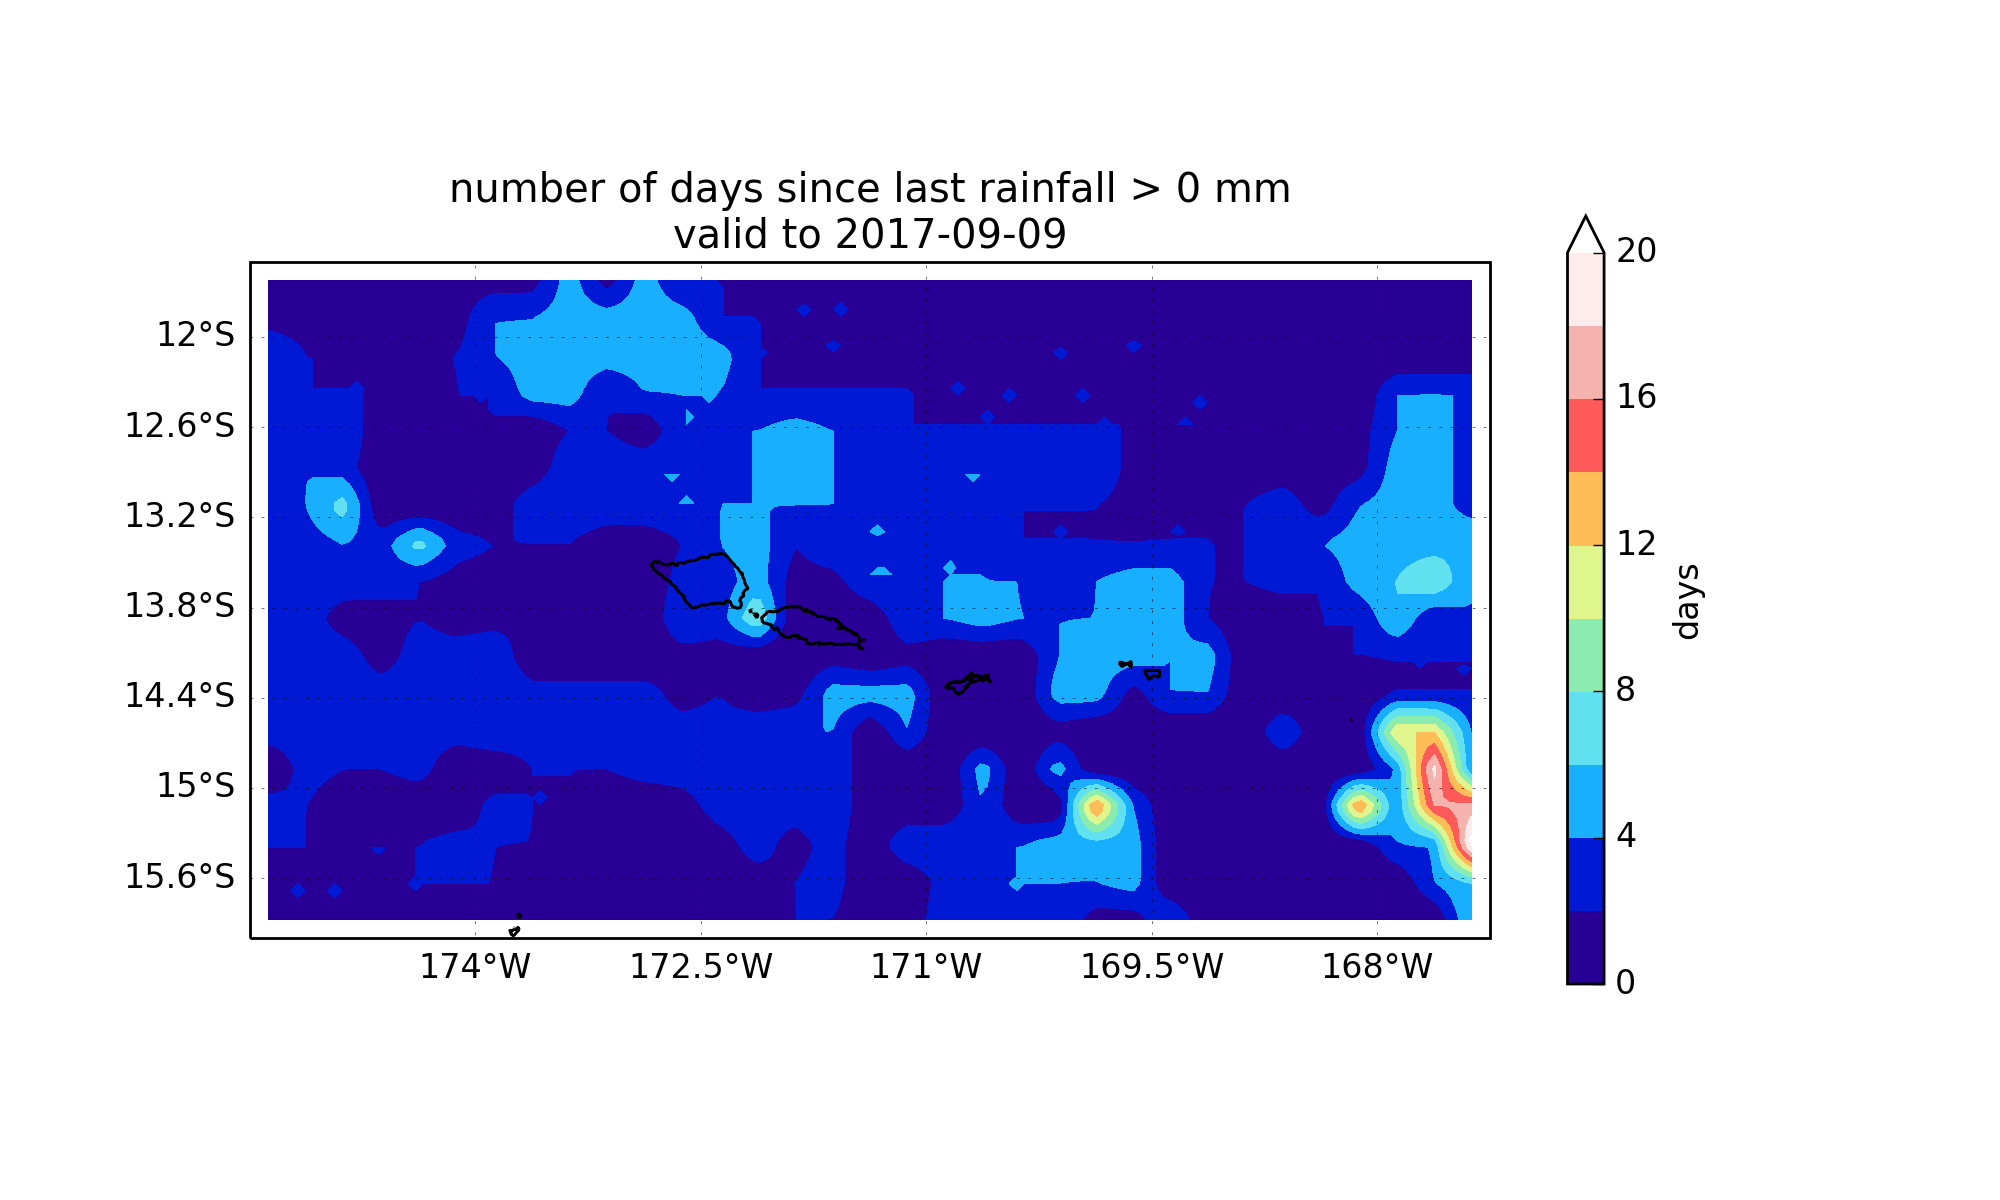 number of days since last rainfall > 0 mm
valid to 2017-09-09
12°S
12.6°S
13.2°S
13.8°S
14.4°S
15°S
15.6°S
174°W 172.5°W 171°W 169.5°W 168°W
20
16
12
8
4
0
days